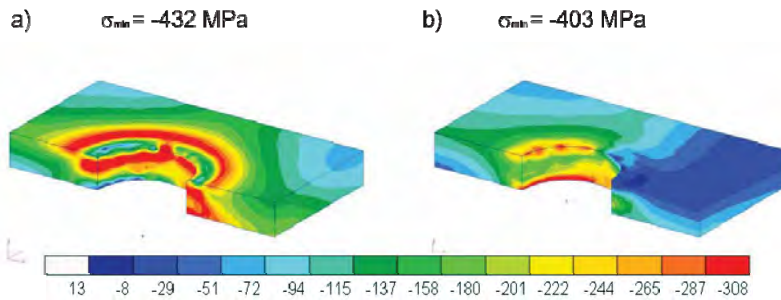 a) σmin = -432 MPa
b) σmin = -403 MPa
13 -8 -29 -51 -72 -94 -115 -137 -158 -180 -201 -222 -244 -265 -287 -308